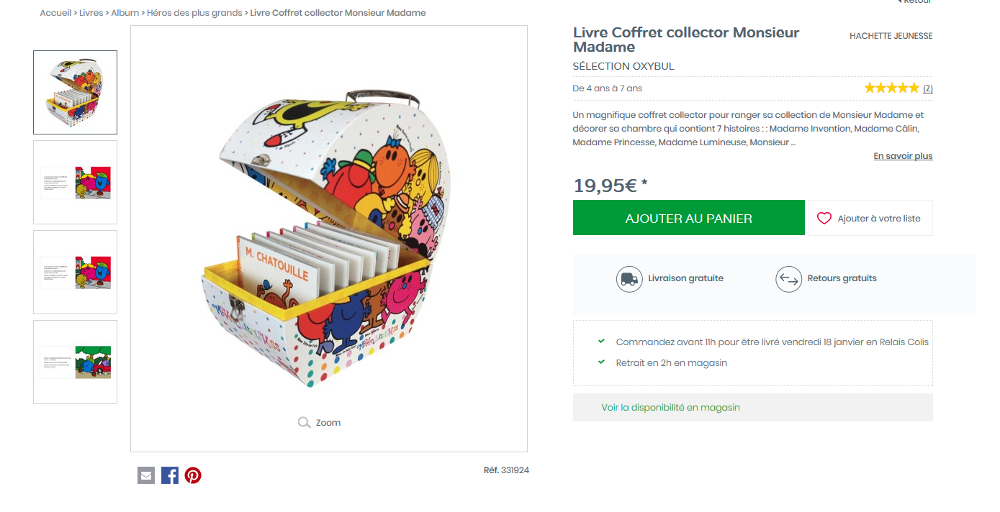 Retour
Accueil > Livres > Album > Héros des plus grands > Livre Coffret collector Monsieur Madame
Livre Coffret collector Monsieur
Madame
HACHETTE JEUNESSE
SÉLECTION OXYBUL
De 4 ans à 7 ans
(2)
Un magnifique coffret collector pour ranger sa collection de Monsieur Madame et
décorer sa chambre qui contient 7 histoires : : Madame Invention, Madame Câlin,
Madame Princesse, Madame Lumineuse, Monsieur ...
En savoir plus
19,95€ *
AJOUTER AU PANIER
Ajouter à votre liste
M. CHATOUILLE
Livraison gratuite
Retours gratuits
Commandez avant 11h pour être livré vendredi 18 janvier en Relais Colis
Retrait en 2h en magasin
Voir la disponibilité en magasin
Zoom
Réf. 331924